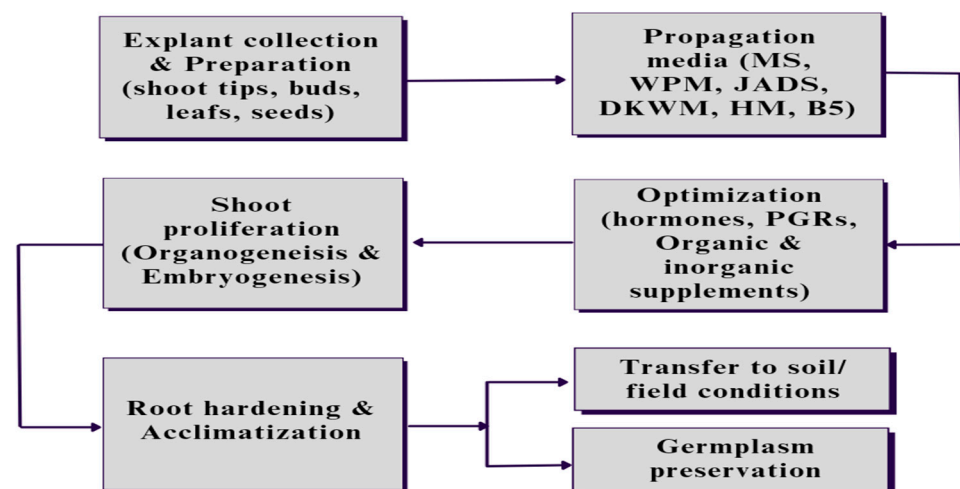 Explant collection
& Preparation
(shoot tips, buds,
leafs, seeds)
Propagation
media (MS,
WPM, JADS,
DKWM, HM, B5)
Optimization
(hormones, PGRs,
Organic &
inorganic
supplements)
Shoot
proliferation
(Organogeneisis &
Embryogenesis)
Root hardening &
Acclimatization
Transfer to soil/
field conditions
Germplasm
preservation